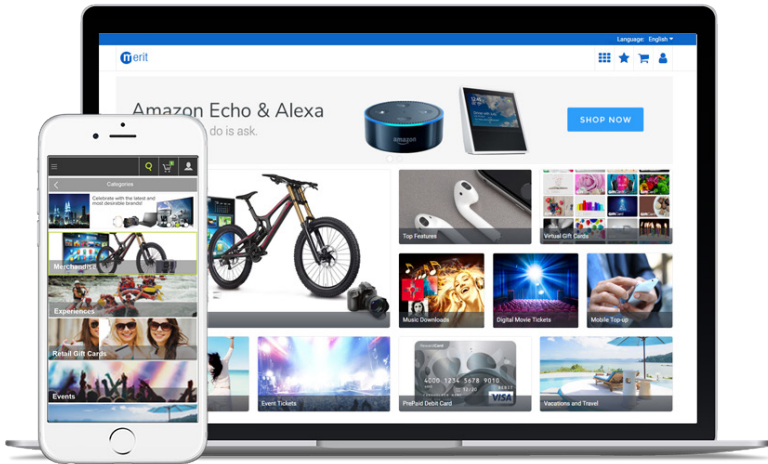 Language: English
merit
Amazon Echo & Alexa
do is ask.
SHOP NOW
amazon
Top Features
Virtual Gift Cards
Music Downloads
Digital Movie Tickets
Mobile Top-up
Event Tickets
4000 1234 5678 9010
DEBIT
VISA
PrePaid Debit Card
Vacations and Travel
Categories
Celebrate with the latest and
most desirable brands!
Merchandise
Experiences
Retail Gift Cards
Events